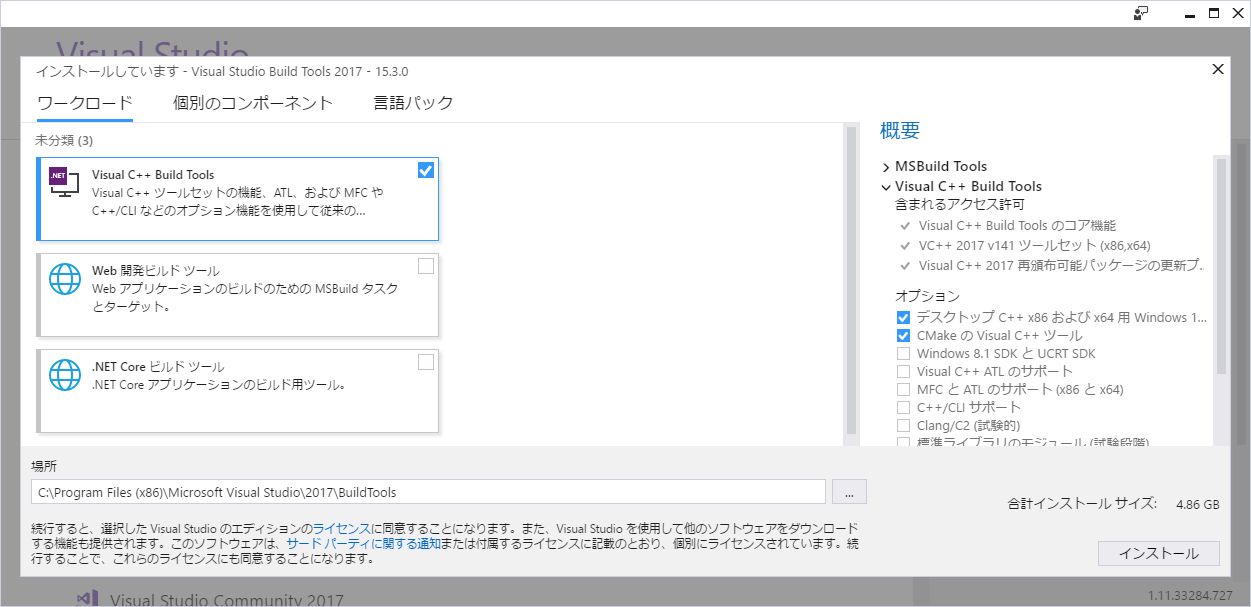 Visual Studio
インストールしています - Visual Studio Build Tools 2017 - 15.3.0
ワークロード 個別のコンポーネント 言語パック
未分類 (3)
.NET
Visual C++ Build Tools
Visual C++ ツールセットの機能、ATL、および MFC や
C++/CLI などのオプション機能を使用して従来の...
Web 開発ビルド ツール
Web アプリケーションのビルドのための MSBuild タスク
とターゲット。
.NET Core ビルド ツール
.NET Core アプリケーションのビルド用ツール。
概要
MSBuild Tools
Visual C++ Build Tools
含まれるアクセス許可
Visual C++ Build Tools のコア機能
VC++ 2017 v141 ツールセット (x86,x64)
Visual C++ 2017 再頒布可能パッケージの更新プ...
オプション
デスクトップ C++ x86 および x64 用 Windows 1...
CMake の Visual C++ ツール
Windows 8.1 SDK と UCRT SDK
Visual C++ ATL のサポート
MFC と ATL のサポート (x86 と x64)
C++/CLI サポート
Clang/C2 (試験的)
標準ライブラリのモジュール (試験段階)
場所
C:\Program Files (x86)\Microsoft Visual Studio\2017\BuildTools
...
続行すると、選択した Visual Studio のエディションのライセンスに同意することになります。また、Visual Studio を使用して他のソフトウェアをダウンロード
する機能も提供されます。このソフトウェアは、サード パーティに関する通知または付属するライセンスに記載のとおり、個別にライセンスされています。続
行することで、これらのライセンスにも同意することになります。
合計インストール サイズ: 4.86 GB
インストール
Visual Studio Community 2017
1.11.33284.727